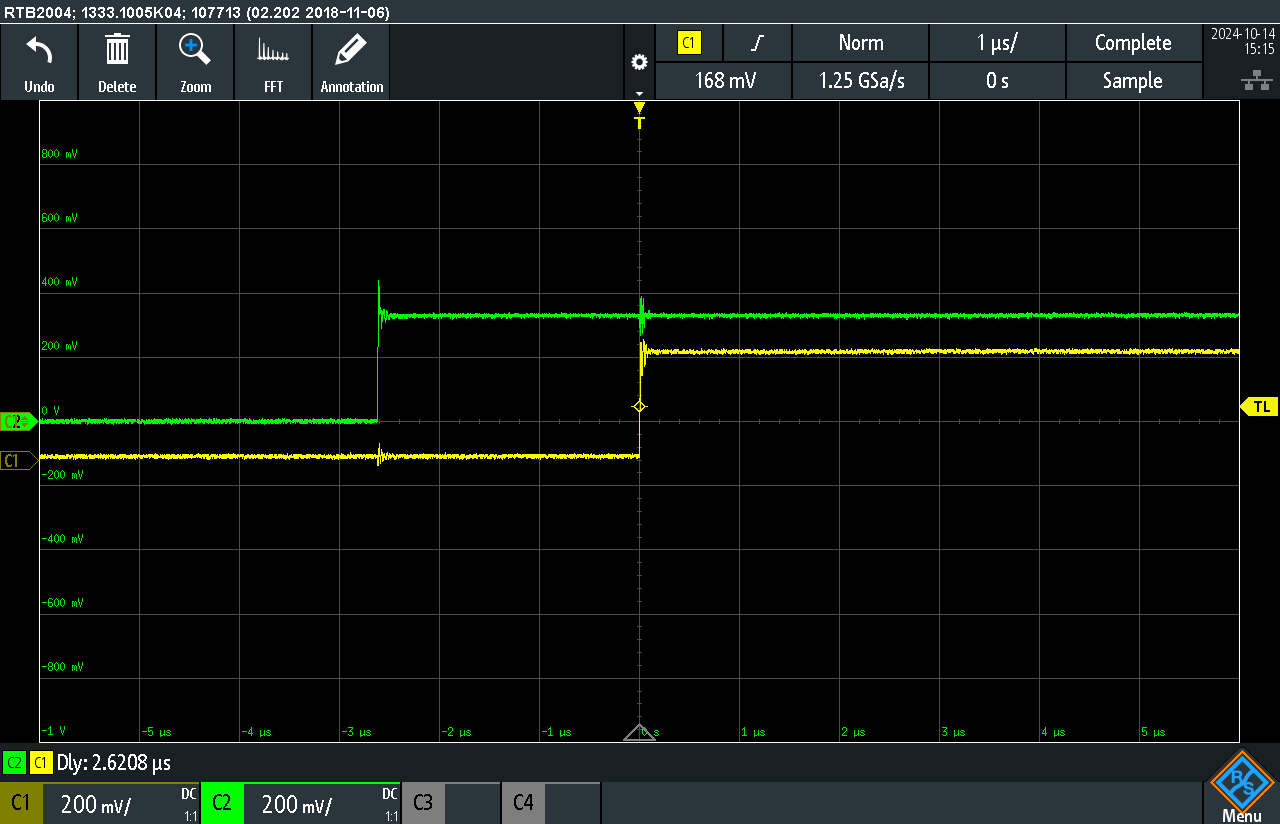 RTB2004; 1333.1005K04; 107713 (02.202 2018-11-06)
Undo
Delete
Zoom
FFT
Annotation
C1
Norm
1 µs/
Complete
168 mV
1.25 GSa/s
0 s
Sample
2024-10-14
15:15
T
800 mV
600 mV
400 mV
200 mV
0 V
-200 mV
-400 mV
-600 mV
-800 mV
-1 V
C2
C1
TL
-5 µs
-4 µs
-3 µs
-2 µs
-1 µs
0 s
1 µs
2 µs
3 µs
4 µs
5 µs
C2 C1 Dly: 2.6208 µs
C1 200 mV/ DC 1:1
C2 200 mV/ DC 1:1
C3
C4
R S
Menu